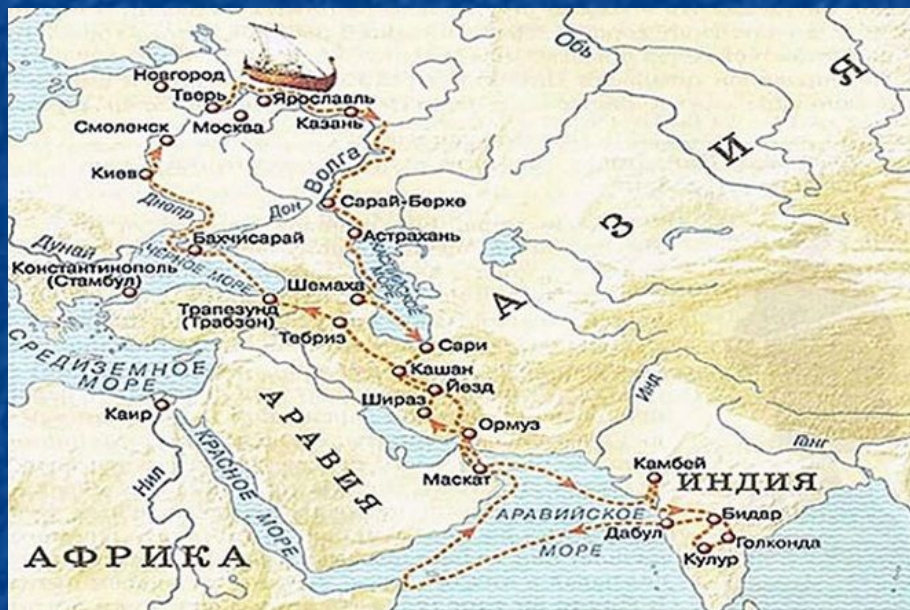 Обь
Новгород
Тверь
Ярославль
Москва
Казань
Смоленск
Киев
Волга
Днепр
Дон
Сарай-Берке
Астрахань
Дунай
Бахчисарай
ЧЕРНОЕ МОРЕ
Константинополь
(Стамбул)
Шемаха
Трапезунд
(Трабзон)
Тебриз
Сари
Кашан
Йезд
Шираз
Ормуз
Маскат
СРЕДИЗЕМНОЕ
МОРЕ
Каир
Нил
КРАСНОЕ
МОРЕ
АРАВИЯ
АЗИЯ
Инд
Ганг
Камбей
ИНДИЯ
АРАВИЙСКОЕ
МОРЕ
Дабул
Бидар
Голконда
Кулур
АФРИКА